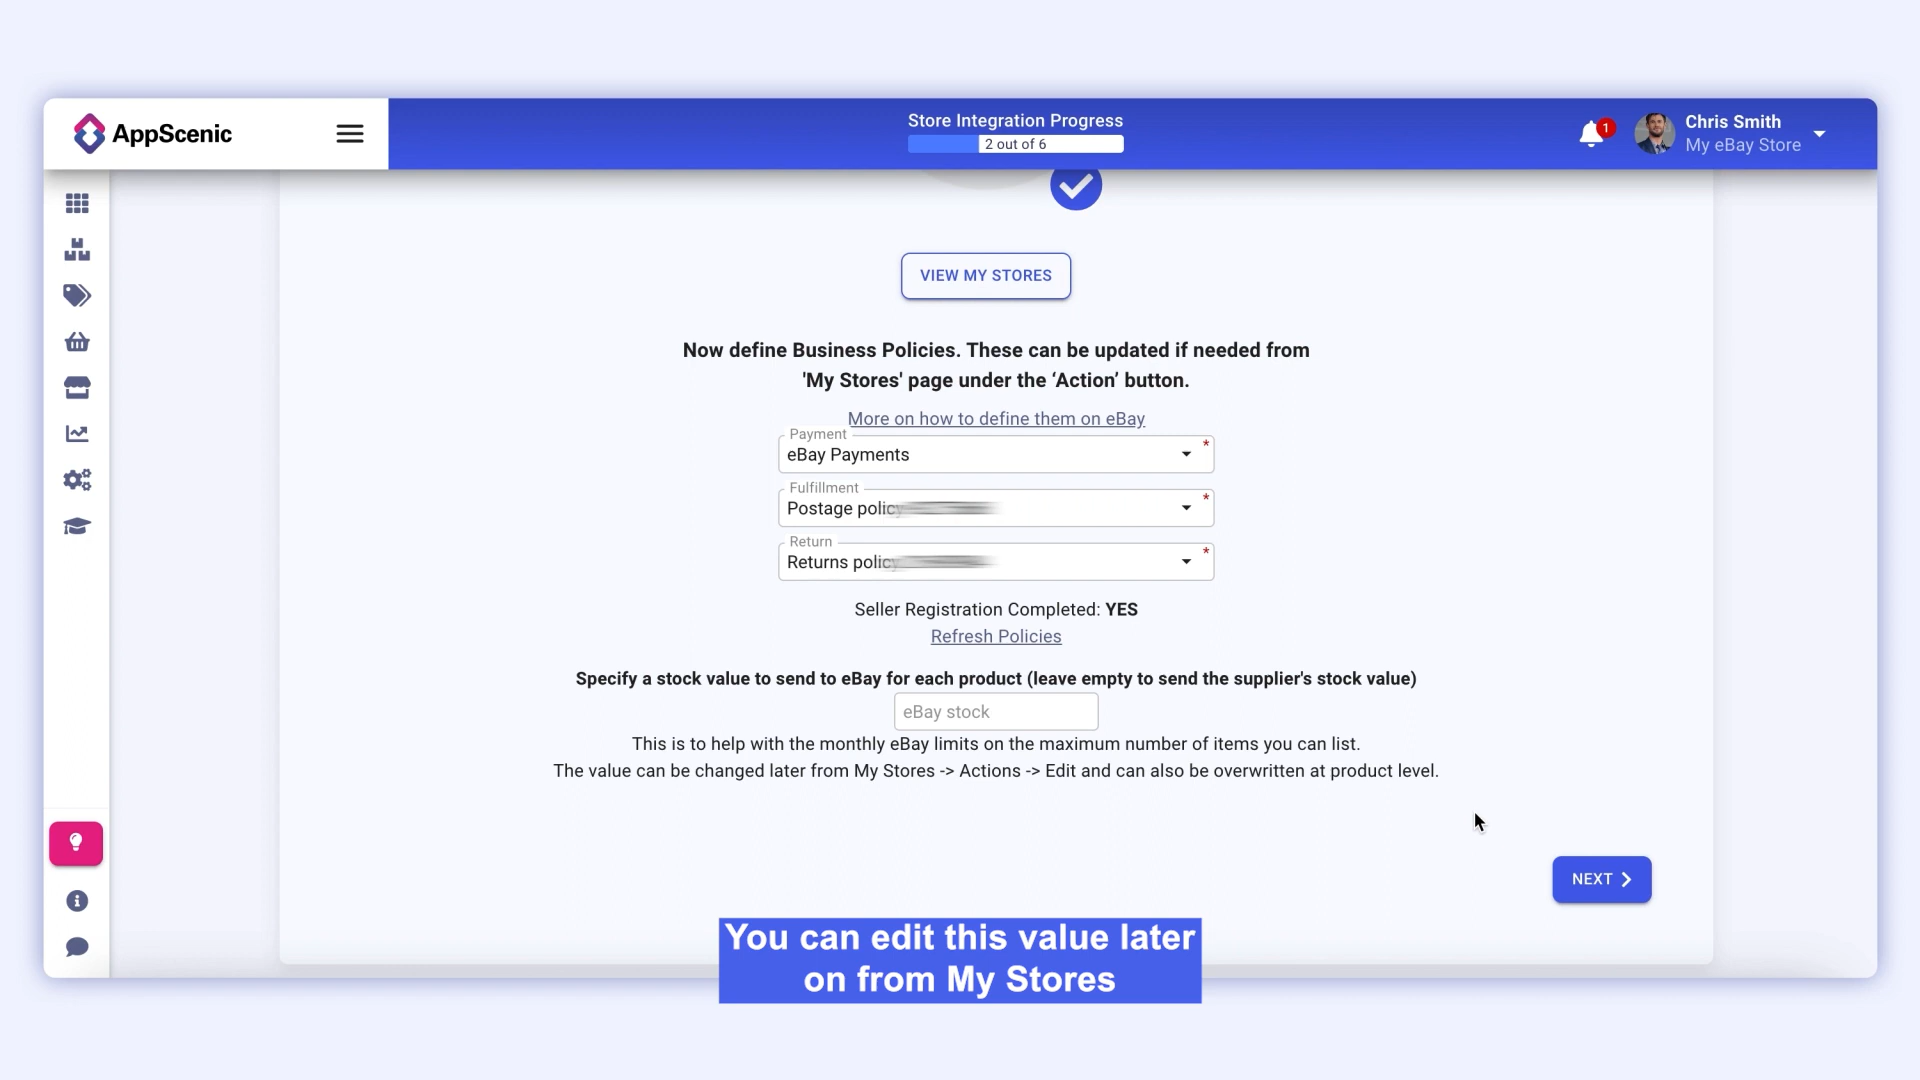 AppScenic
Store Integration Progress
2 out of 6
1
Chris Smith
My eBay Store
VIEW MY STORES
Now define Business Policies. These can be updated if needed from
'My Stores' page under the ‘Action’ button.
More on how to define them on eBay
Payment
eBay Payments *
Fulfillment
Postage policy *
Return
Returns policy *
Seller Registration Completed: YES
Refresh Policies
Specify a stock value to send to eBay for each product (leave empty to send the supplier's stock value)
eBay stock
This is to help with the monthly eBay limits on the maximum number of items you can list.
The value can be changed later from My Stores -> Actions -> Edit and can also be overwritten at product level.
NEXT
You can edit this value later
on from My Stores